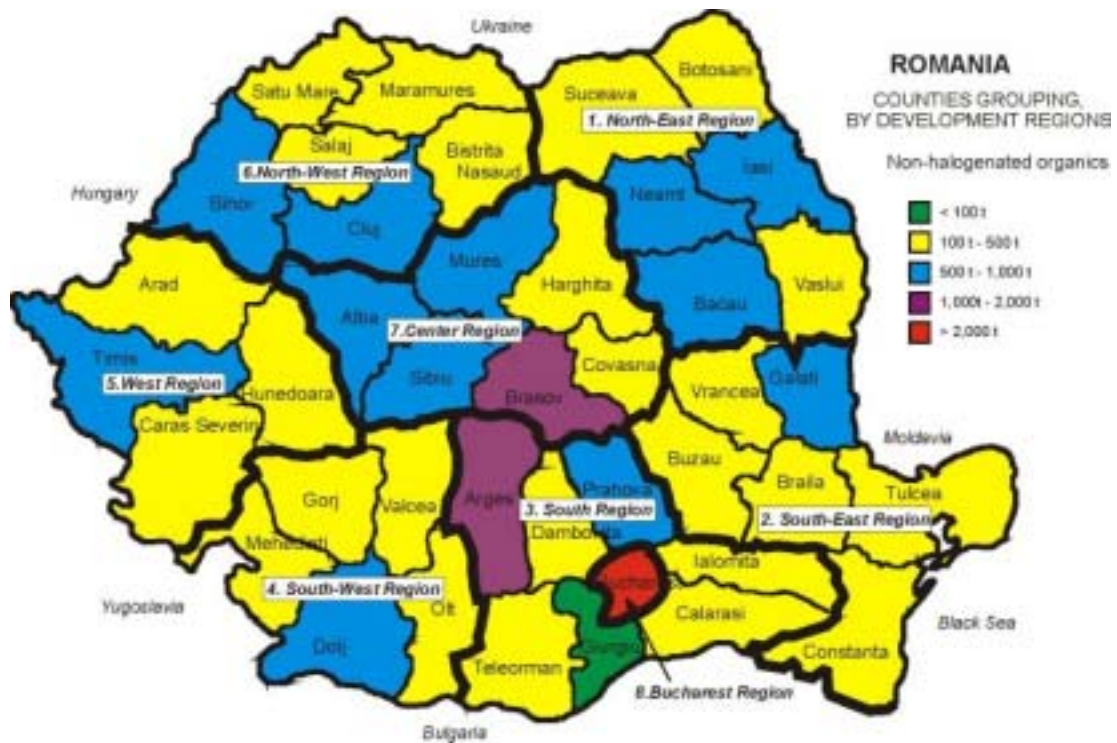 Ukraine
ROMANIA
COUNTIES GROUPING,
BY DEVELOPMENT REGIONS
Non-halogenated organics
< 100 t
100 t - 500 t
500 t - 1,000 t
1,000t - 2,000 t
> 2,000 t
Botosani
Satu Mare
Maramures
Suceava
1. North-East Region
Salaj
Bistrita
Nasaud
6.North-West Region
Iasi
Hungary
Bihor
Neamt
Cluj
Mures
Arad
Harghita
Vaslui
Bacau
Alba
7.Center Region
Timis
5.West Region
Sibiu
Covasna
Hunedoara
Brasov
Vrancea
Galati
Caras Severin
Moldavia
Buzau
Braila
Tulcea
Gorj
Valcea
Arges
Prahova
3. South Region
2. South-East Region
Dambovita
Mehedinti
Ialomita
4. South-West Region
Yugoslavia
Olt
Calarasi
Black Sea
Dolj
Giurgiu
Teleorman
Constanta
8.Bucharest Region
Bulgaria